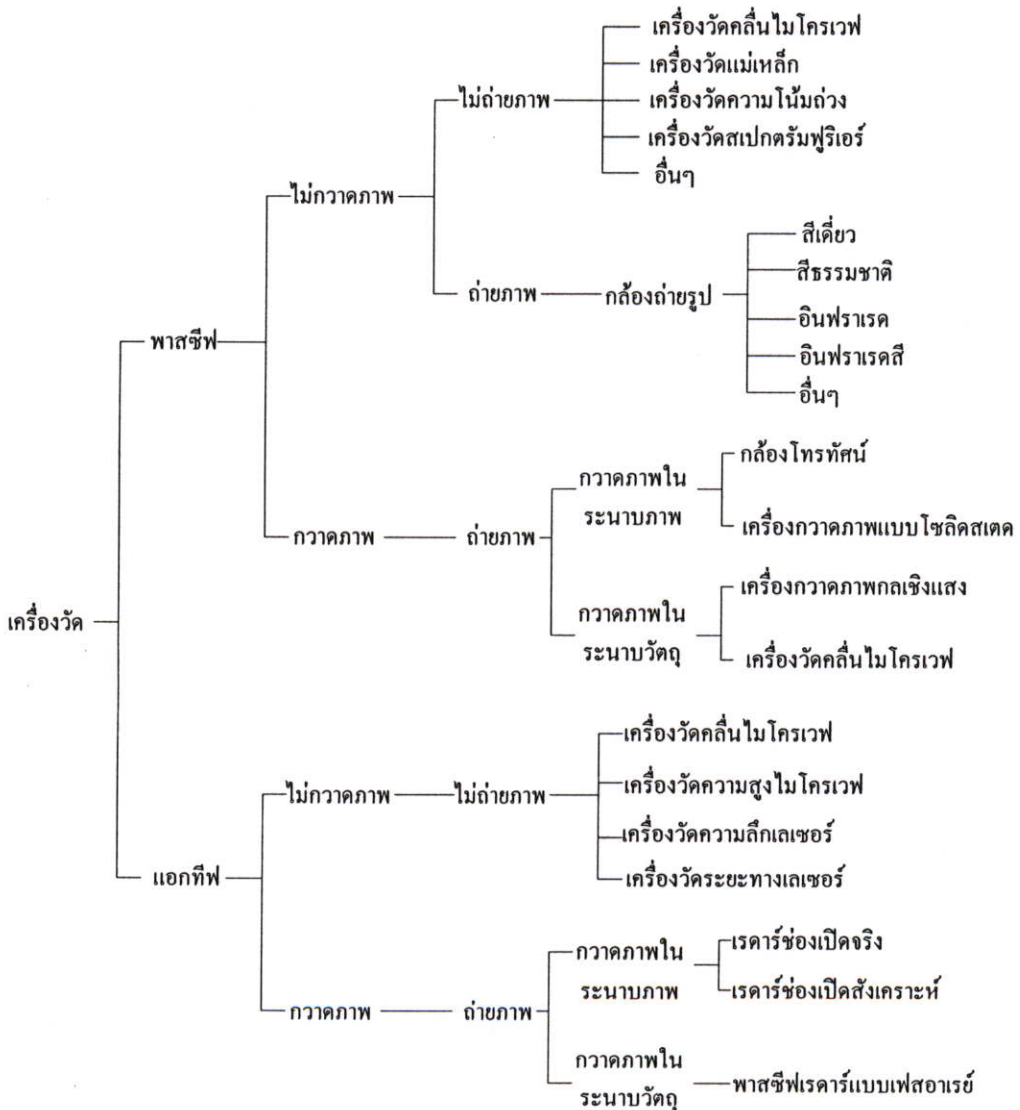 เครื่องวัดคลื่นไมโครเวฟ
เครื่องวัดแม่เหล็ก
ไม่ถ่ายภาพ
เครื่องวัดความโน้มถ่วง
เครื่องวัดสเปกตรัมฟูริเอร์
อื่นๆ
ไม่กวาดภาพ
สีเดี่ยว
สีธรรมชาติ
ถ่ายภาพ
กล้องถ่ายรูป
อินฟราเรด
อินฟราเรดสี
อื่นๆ
พาสซีฟ
กล้องโทรทัศน์
กวาดภาพใน
ระนาบภาพ
เครื่องกวาดภาพแบบโซลิดสเตต
กวาดภาพ
ถ่ายภาพ
เครื่องกวาดภาพกลเชิงแสง
กวาดภาพใน
ระนาบวัตถุ
เครื่องวัดคลื่นไมโครเวฟ
เครื่องวัด
เครื่องวัดคลื่นไมโครเวฟ
เครื่องวัดความสูงไมโครเวฟ
ไม่กวาดภาพ
ไม่ถ่ายภาพ
เครื่องวัดความลึกเลเซอร์
เครื่องวัดระยะทางเลเซอร์
แอกทีฟ
เรดาร์ช่องเปิดจริง
กวาดภาพใน
ระนาบภาพ
เรดาร์ช่องเปิดสังเคราะห์
กวาดภาพ
ถ่ายภาพ
กวาดภาพใน
ระนาบวัตถุ
พาสซีฟเรดาร์แบบเฟสอาเรย์